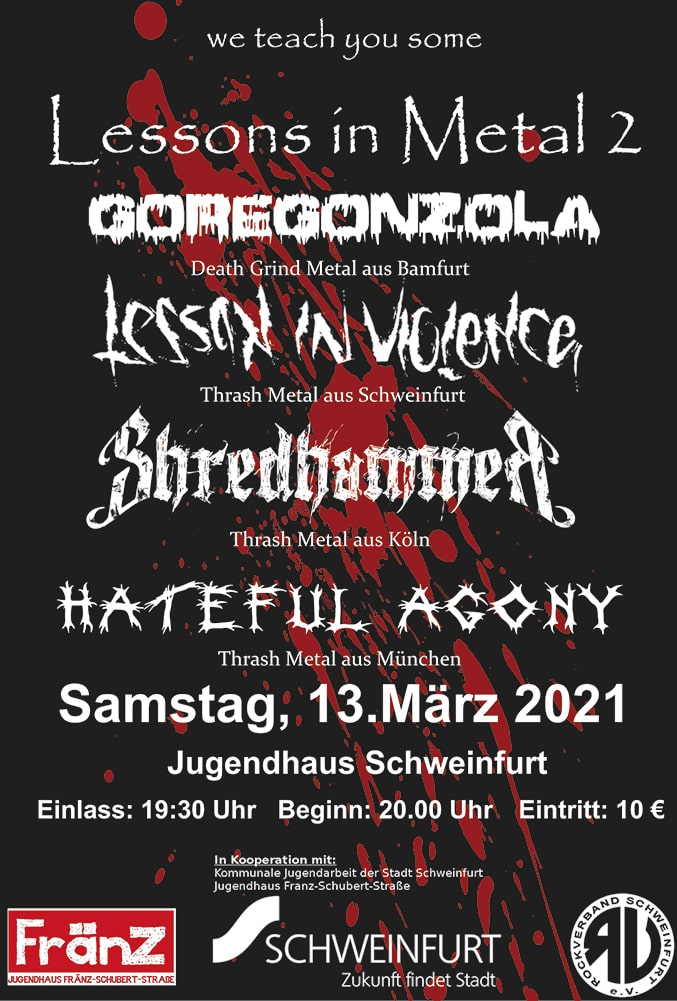 we teach you some
Lessons in Metal 2
GOREGONZOLA
Death Grind Metal aus Bamfurt
Lesson IN VIOLence
Thrash Metal aus Schweinfurt
ShredhammeR
Thrash Metal aus Köln
HATEFUL AGONY
Thrash Metal aus München
Samstag, 13.März 2021
Jugendhaus Schweinfurt
Einlass: 19:30 Uhr Beginn: 20.00 Uhr Eintritt: 10 €
In Kooperation mit:
Kommunale Jugendarbeit der Stadt Schweinfurt
Jugendhaus Franz-Schubert-Straße
FränZ
JUGENDHAUS FRÄNZ-SCHUBERT-STRAßE
SCHWEINFURT
Zukunft findet Stadt
ROCKVERBAND SCHWEINFURT e.V.
RV